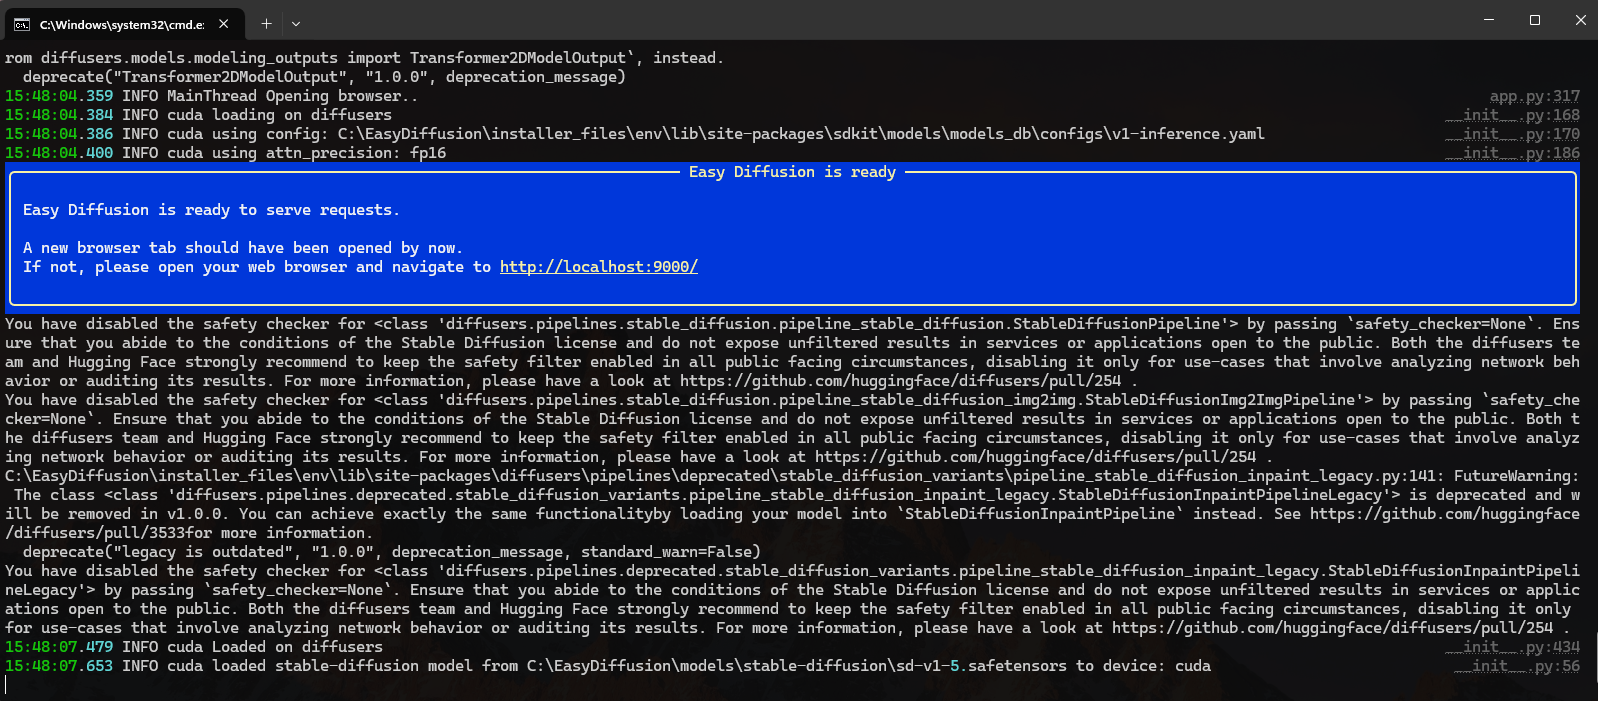 C:\Windows\system32\cmd.e:
rom diffusers.models.modeling_outputs import Transformer2DModelOutput`, instead.
  deprecate("Transformer2DModelOutput", "1.0.0", deprecation_message)
15:48:04.359 INFO MainThread Opening browser.. app.py:317
15:48:04.384 INFO cuda loading on diffusers __init__.py:168
15:48:04.386 INFO cuda using config: C:\EasyDiffusion\installer_files\env\lib\site-packages\sdkit\models\models_db\configs\v1-inference.yaml __init__.py:170
15:48:04.400 INFO cuda using attn_precision: fp16 __init__.py:186
Easy Diffusion is ready
Easy Diffusion is ready to serve requests.
A new browser tab should have been opened by now.
If not, please open your web browser and navigate to http://localhost:9000/
You have disabled the safety checker for <class 'diffusers.pipelines.stable_diffusion.pipeline_stable_diffusion.StableDiffusionPipeline'> by passing `safety_checker=None`. Ens
ure that you abide to the conditions of the Stable Diffusion license and do not expose unfiltered results in services or applications open to the public. Both the diffusers te
am and Hugging Face strongly recommend to keep the safety filter enabled in all public facing circumstances, disabling it only for use-cases that involve analyzing network beh
avior or auditing its results. For more information, please have a look at https://github.com/huggingface/diffusers/pull/254 .
You have disabled the safety checker for <class 'diffusers.pipelines.stable_diffusion.pipeline_stable_diffusion_img2img.StableDiffusionImg2ImgPipeline'> by passing `safety_che
cker=None`. Ensure that you abide to the conditions of the Stable Diffusion license and do not expose unfiltered results in services or applications open to the public. Both t
he diffusers team and Hugging Face strongly recommend to keep the safety filter enabled in all public facing circumstances, disabling it only for use-cases that involve analyz
ing network behavior or auditing its results. For more information, please have a look at https://github.com/huggingface/diffusers/pull/254 .
C:\EasyDiffusion\installer_files\env\lib\site-packages\diffusers\pipelines\deprecated\stable_diffusion_variants\pipeline_stable_diffusion_inpaint_legacy.py:141: FutureWarning:
 The class <class 'diffusers.pipelines.deprecated.stable_diffusion_variants.pipeline_stable_diffusion_inpaint_legacy.StableDiffusionInpaintPipelineLegacy'> is deprecated and w
ill be removed in v1.0.0. You can achieve exactly the same functionalityby loading your model into `StableDiffusionInpaintPipeline` instead. See https://github.com/huggingface
/diffusers/pull/3533for more information.
  deprecate("legacy is outdated", "1.0.0", deprecation_message, standard_warn=False)
You have disabled the safety checker for <class 'diffusers.pipelines.deprecated.stable_diffusion_variants.pipeline_stable_diffusion_inpaint_legacy.StableDiffusionInpaintPipeli
neLegacy'> by passing `safety_checker=None`. Ensure that you abide to the conditions of the Stable Diffusion license and do not expose unfiltered results in services or applic
ations open to the public. Both the diffusers team and Hugging Face strongly recommend to keep the safety filter enabled in all public facing circumstances, disabling it only
for use-cases that involve analyzing network behavior or auditing its results. For more information, please have a look at https://github.com/huggingface/diffusers/pull/254 .
15:48:07.479 INFO cuda Loaded on diffusers __init__.py:434
15:48:07.653 INFO cuda loaded stable-diffusion model from C:\EasyDiffusion\models\stable-diffusion\sd-v1-5.safetensors to device: cuda __init__.py:56